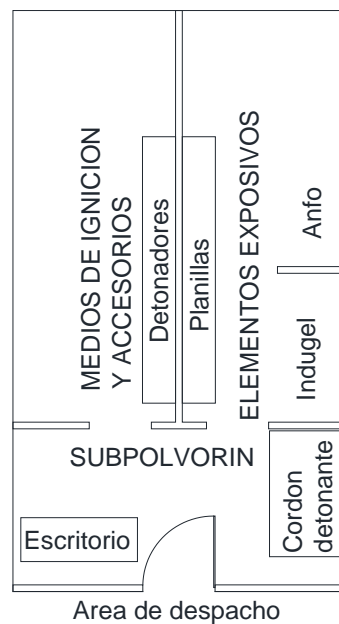 MEDIOS DE IGNICION
Y ACCESORIOS
Detonadores
Planillas
ELEMENTOS EXPOSIVOS
Anfo
Indugel
SUBPOLVORIN
Escritorio
Cordon
detonante
Area de despacho